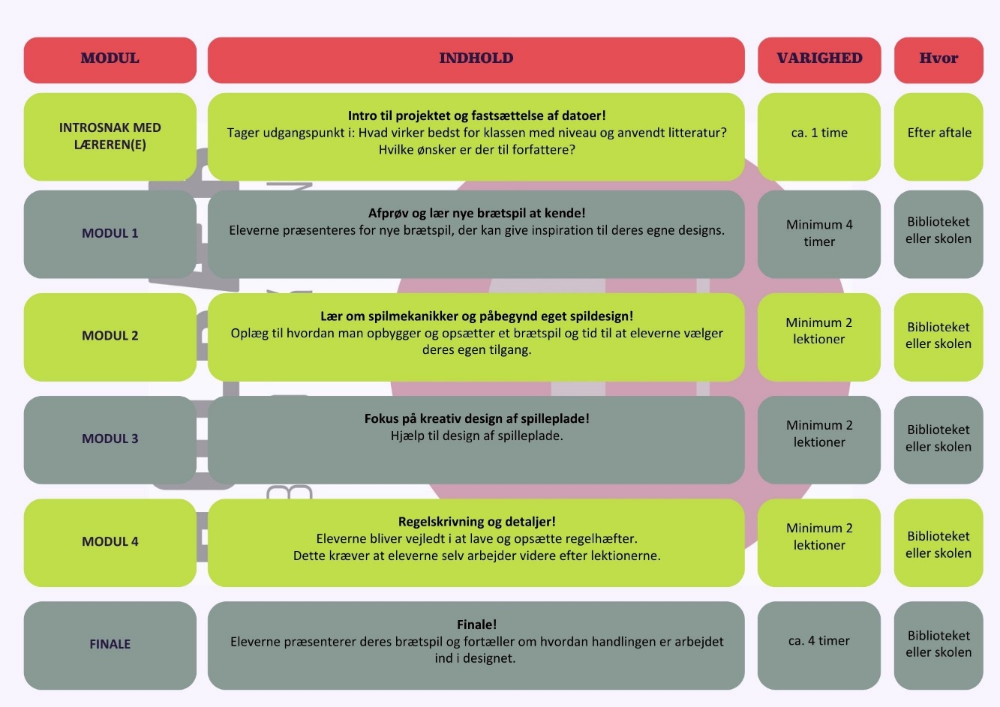 MODUL
INDHOLD
VARIGHED
Hvor
INTROSNAK MED
LÆREREN(E)
Intro til projektet og fastsættelse af datoer!
Tager udgangspunkt i: Hvad virker bedst for klassen med niveau og anvendt litteratur?
Hvilke ønsker er der til forfattere?
ca. 1 time
Efter aftale
MODUL 1
Afprøv og lær nye brætspil at kende!
Eleverne præsenteres for nye brætspil, der kan give inspiration til deres egne designs.
Minimum 4
timer
Biblioteket
eller skolen
MODUL 2
Lær om spilmekanikker og påbegynd eget spildesign!
Oplæg til hvordan man opbygger og opsætter et brætspil og tid til at eleverne vælger
deres egen tilgang.
Minimum 2
lektioner
Biblioteket
eller skolen
MODUL 3
Fokus på kreativ design af spilleplade!
Hjælp til design af spilleplade.
Minimum 2
lektioner
Biblioteket
eller skolen
MODUL 4
Regelskrivning og detaljer!
Eleverne bliver vejledt i at lave og opsætte regelhæfter.
Dette kræver at eleverne selv arbejder videre efter lektionerne.
Minimum 2
lektioner
Biblioteket
eller skolen
FINALE
Finale!
Eleverne præsenterer deres brætspil og fortæller om hvordan handlingen er arbejdet
ind i designet.
ca. 4 timer
Biblioteket
eller skolen